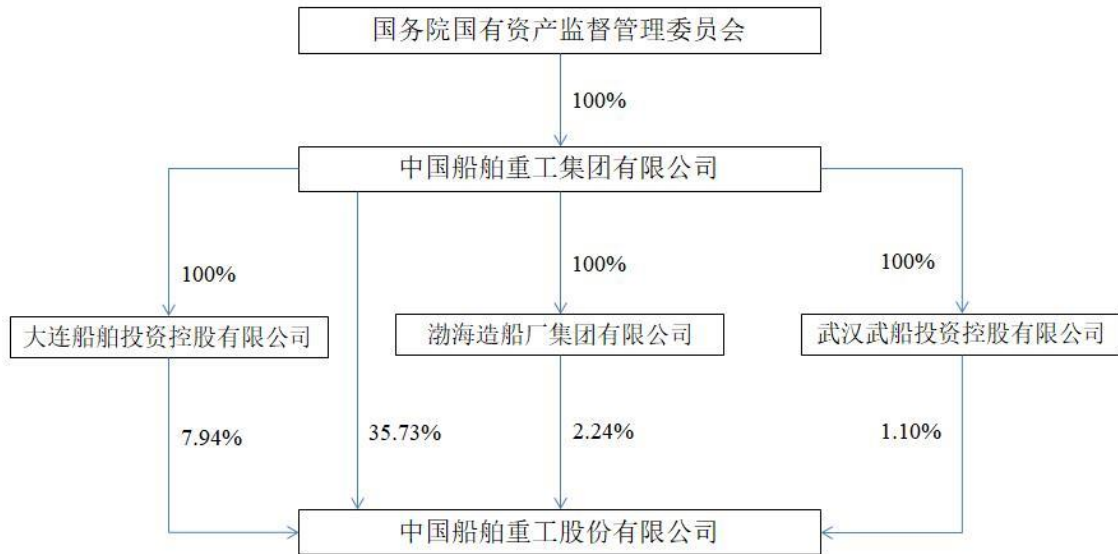 国务院国有资产监督管理委员会
100%
中国船舶重工集团有限公司
100%
100%
100%
大连船舶投资控股有限公司
渤海造船厂集团有限公司
武汉武船投资控股有限公司
7.94%
35.73%
2.24%
1.10%
中国船舶重工股份有限公司